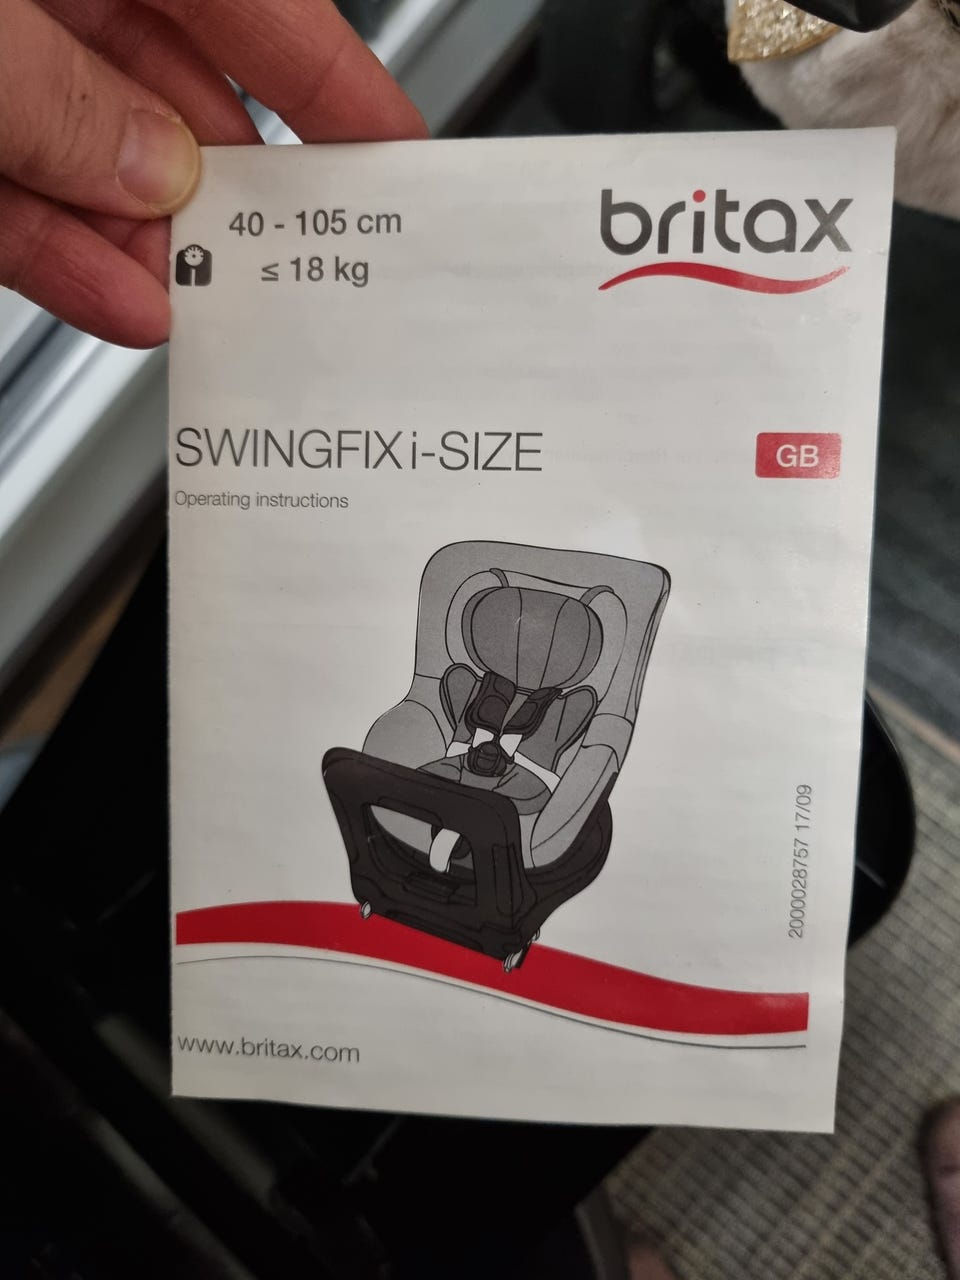 40 - 105 cm
≤ 18 kg
britax
SWINGFIX i-SIZE
GB
Operating instructions
2000028757 17/09
www.britax.com